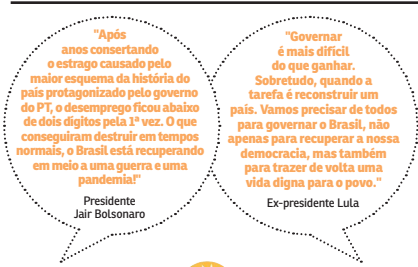 "Após
anos consertando
o estrago causado pelo
maior esquema da história do
país protagonizado pelo governo
do PT, o desemprego ficou abaixo
de dois dígitos pela 1ª vez. O que
conseguiram destruir em tempos
normais, o Brasil está recuperando
em meio a uma guerra e uma
pandemia!"
Presidente
Jair Bolsonaro
"Governar
é mais difícil
do que ganhar.
Sobretudo, quando a
tarefa é reconstruir um
país. Vamos precisar de todos
para governar o Brasil, não
apenas para recuperar a nossa
democracia, mas também
para trazer de volta uma
vida digna para o povo."
Ex-presidente Lula